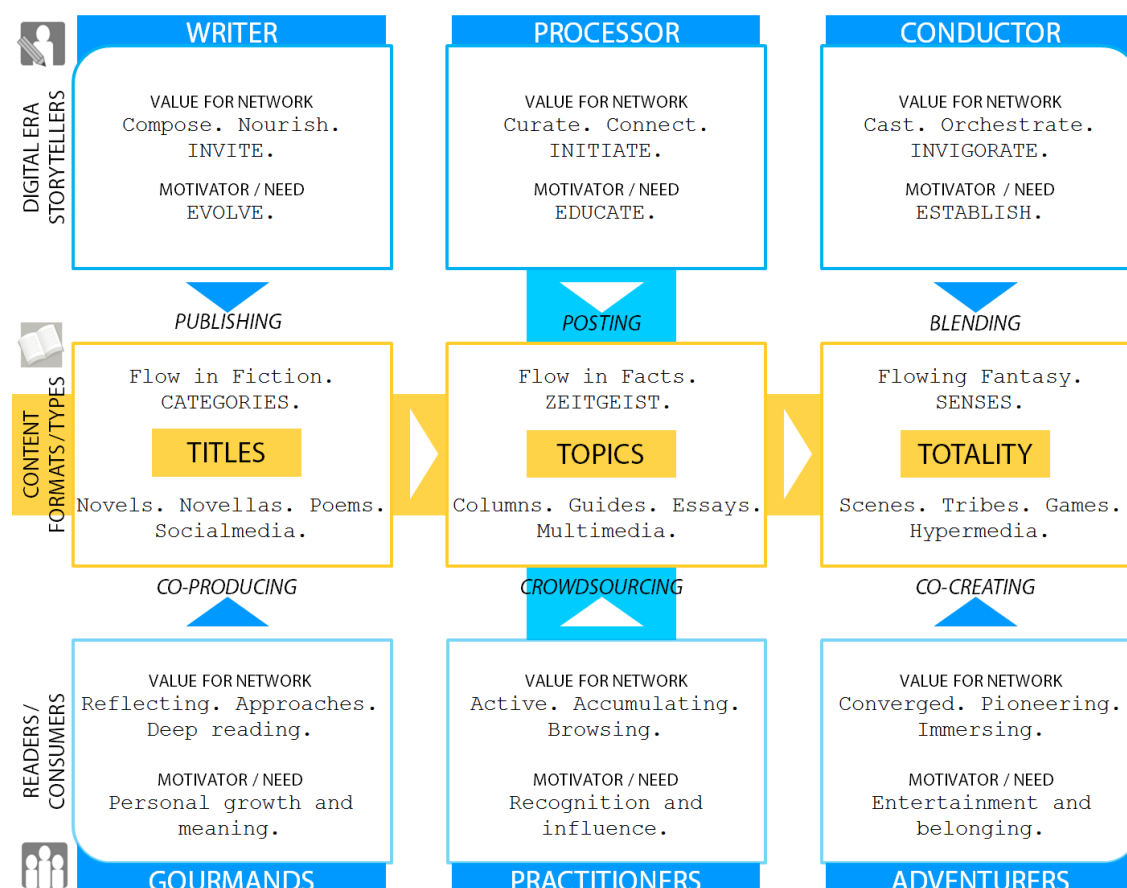 WRITER
PROCESSOR
CONDUCTOR
DIGITAL ERA
STORYTELLERS
VALUE FOR NETWORK
Compose. Nourish.
INVITE.
MOTIVATOR / NEED
EVOLVE.
VALUE FOR NETWORK
Curate. Connect.
INITIATE.
MOTIVATOR / NEED
EDUCATE.
VALUE FOR NETWORK
Cast. Orchestrate.
INVIGORATE.
MOTIVATOR / NEED
ESTABLISH.
PUBLISHING
POSTING
BLENDING
CONTENT
FORMATS / TYPES
Flow in Fiction.
CATEGORIES.
TITLES
Novels. Novellas. Poems.
Socialmedia.
Flow in Facts.
ZEITGEIST.
TOPICS
Columns. Guides. Essays.
Multimedia.
Flowing Fantasy.
SENSES.
TOTALITY
Scenes. Tribes. Games.
Hypermedia.
CO-PRODUCING
CROWDSOURCING
CO-CREATING
READERS /
CONSUMERS
VALUE FOR NETWORK
Reflecting. Approaches.
Deep reading.
MOTIVATOR / NEED
Personal growth and
meaning.
VALUE FOR NETWORK
Active. Accumulating.
Browsing.
MOTIVATOR / NEED
Recognition and
influence.
VALUE FOR NETWORK
Converged. Pioneering.
Immersing.
MOTIVATOR / NEED
Entertainment and
belonging.
GOURMANDS
PRACTITIONERS
ADVENTURERS